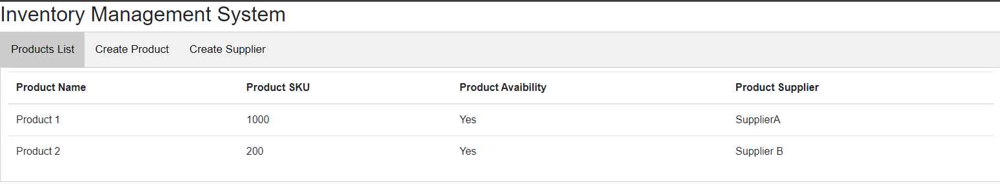 Inventory Management System
Products List Create Product Create Supplier
Product Name Product SKU Product Avaibility Product Supplier
Product 1 1000 Yes SupplierA
Product 2 200 Yes Supplier B